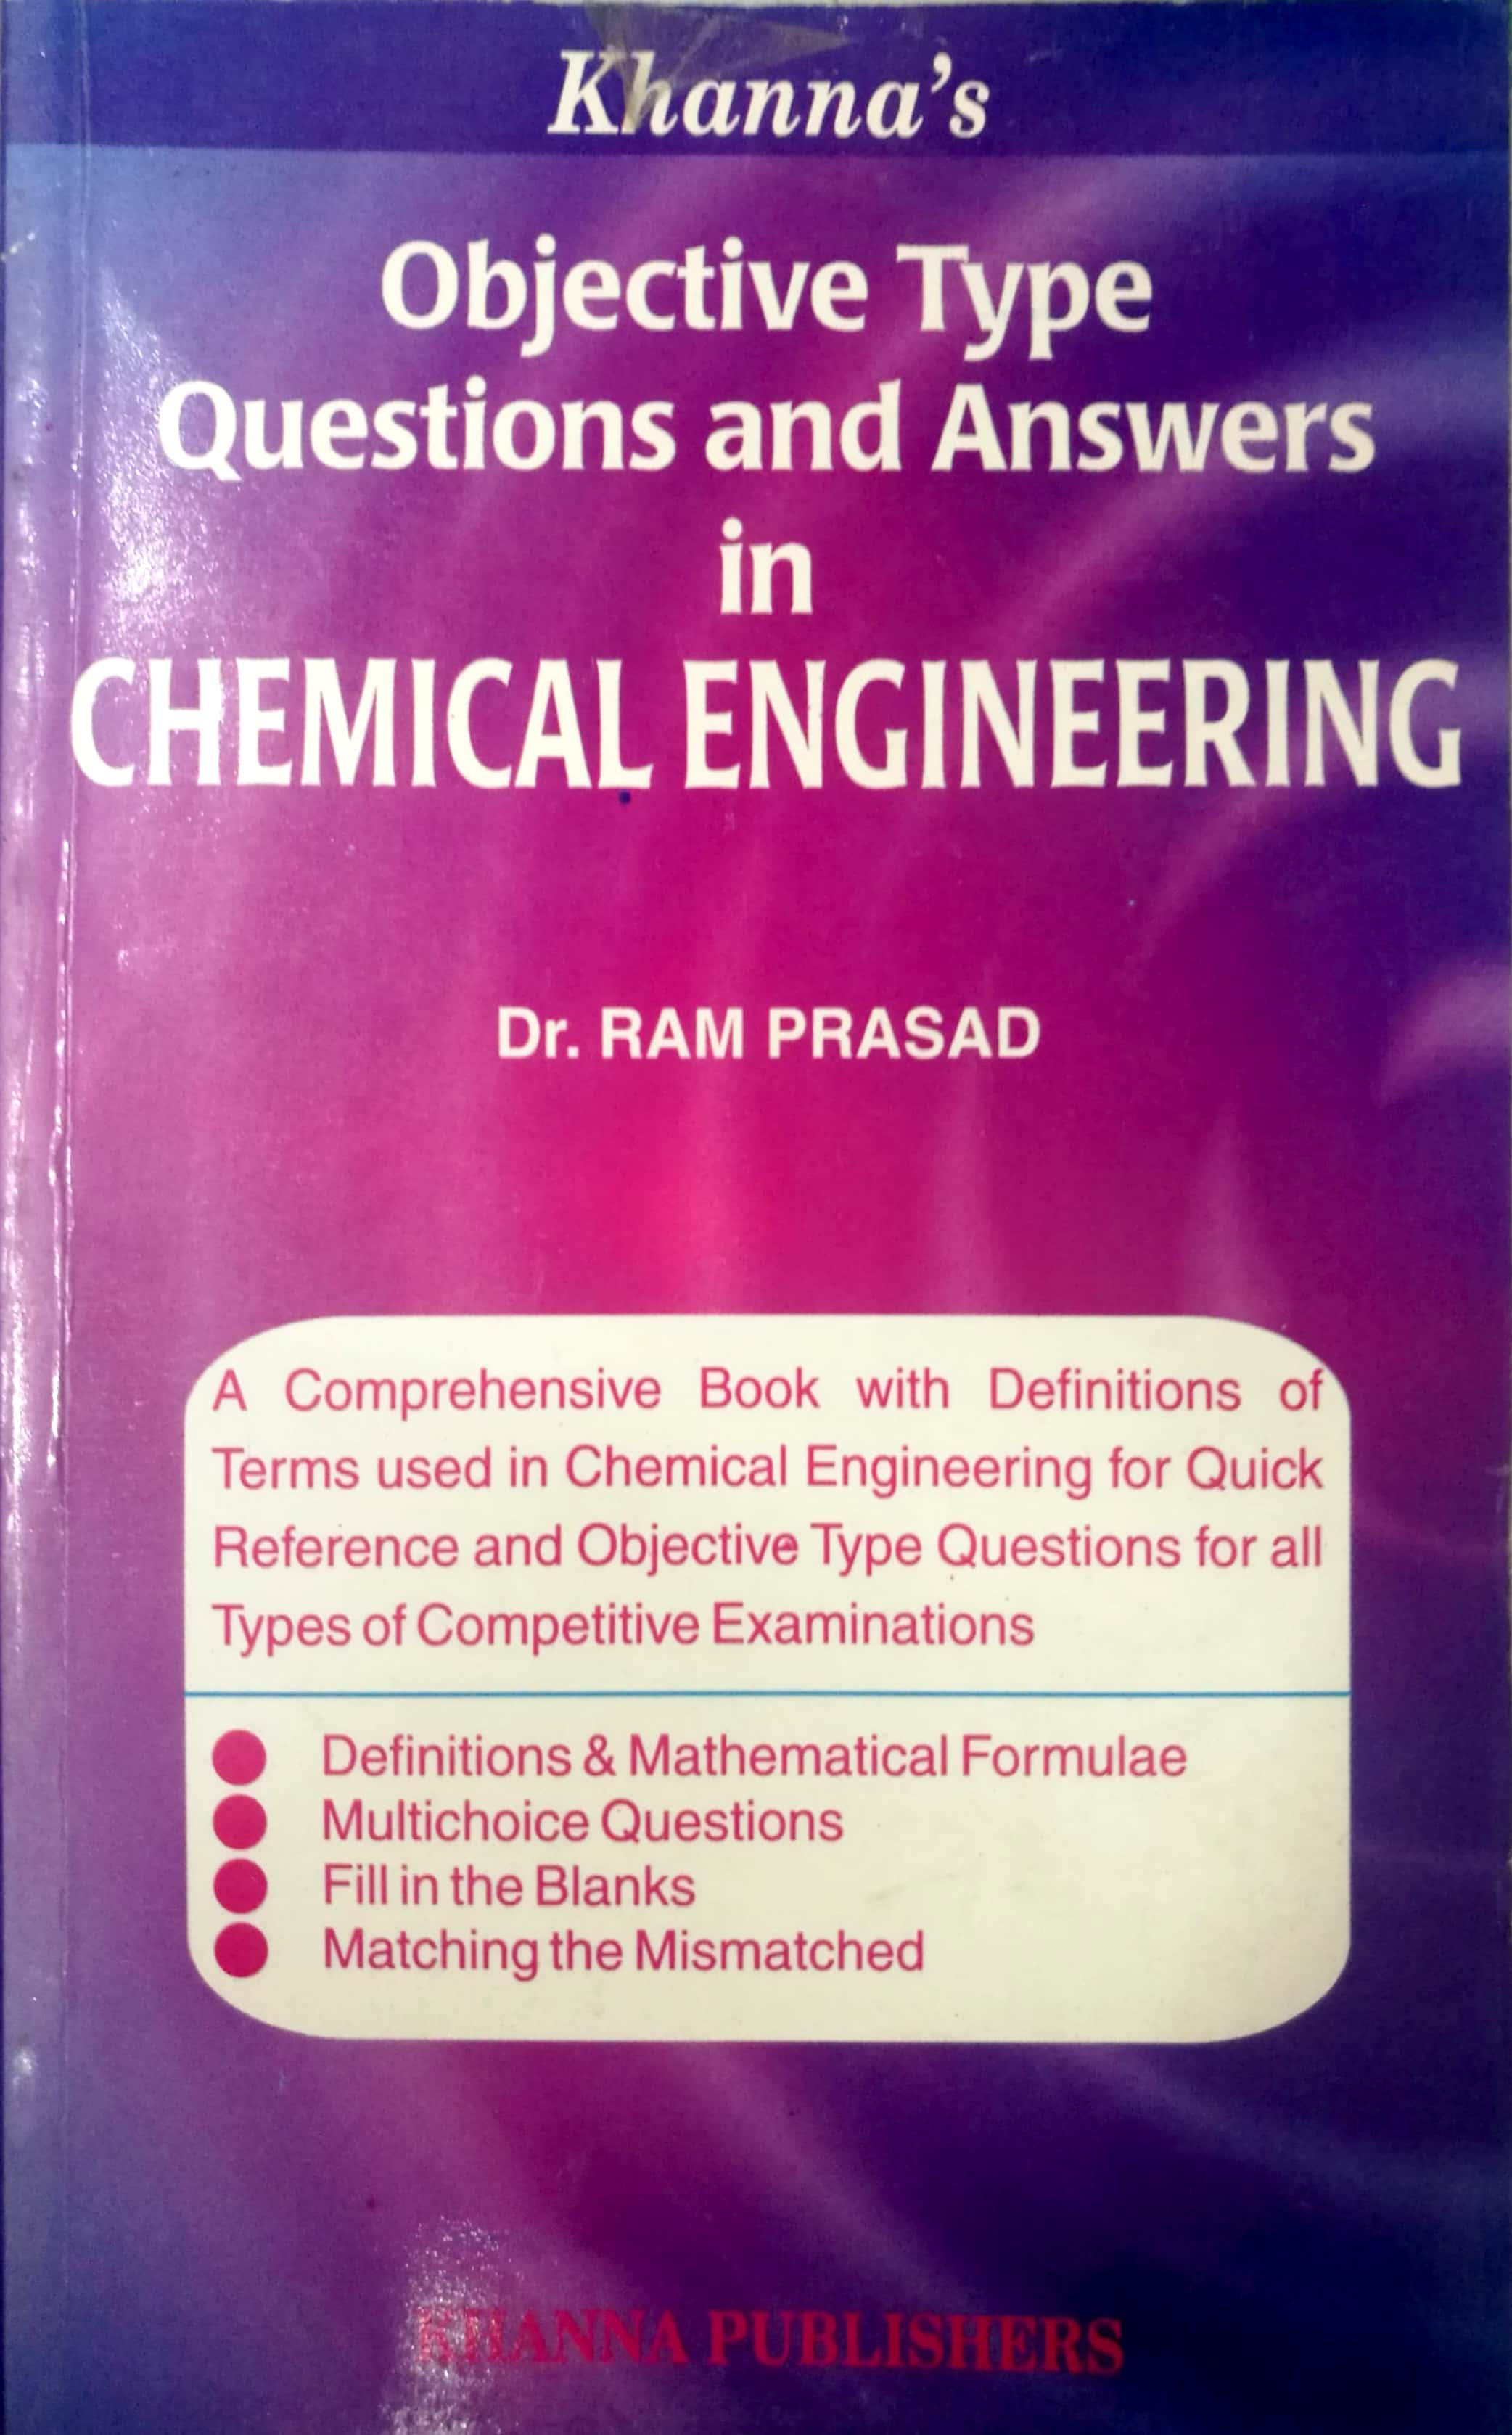 Khanna's
Objective Type
Questions and Answers
in
CHEMICAL ENGINEERING
Dr. RAM PRASAD
A Comprehensive Book with Definitions of
Terms used in Chemical Engineering for Quick
Reference and Objective Type Questions for all
Types of Competitive Examinations
Definitions & Mathematical Formulae
Multichoice Questions
Fill in the Blanks
Matching the Mismatched
KHANNA PUBLISHERS